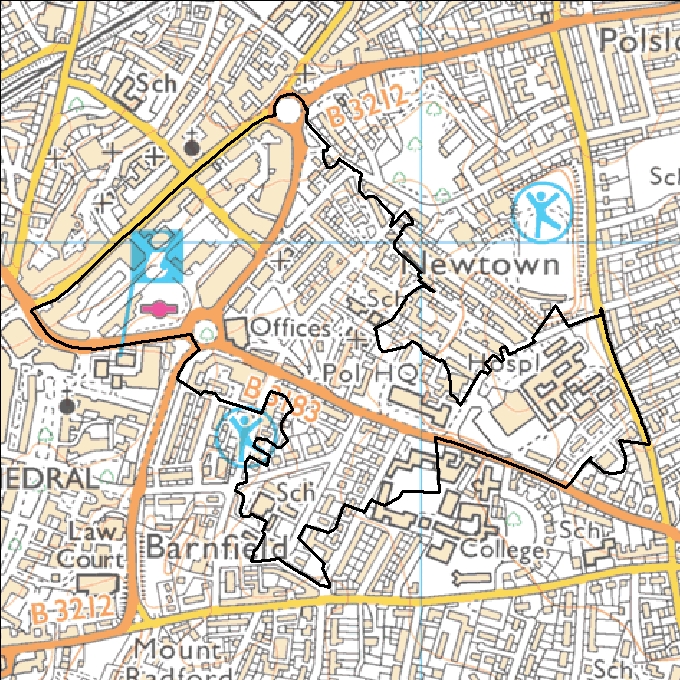 Polslo
Sch
B 3212
Sch
Newtown
Sch
Offices
Hospl
Pol HQ
B 3183
HEDRAL
Sch
Law
Court
Barnfield
College
Sch
B 3212
Mount
Radford
Sch